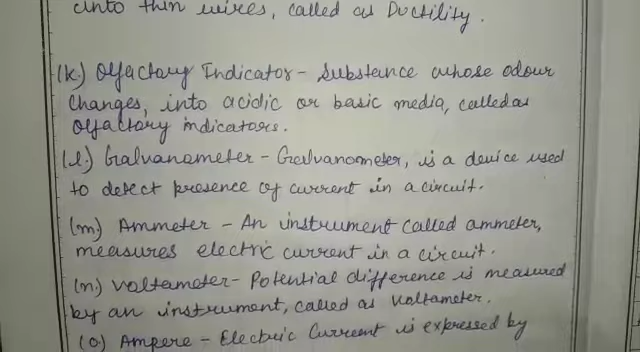 into thin wires, called as Ductility.
(k.) Olfactory Indicator - Substance whose odour
Changes, into acidic or basic media, called as
olfactory indicators.
(l.) Galvanometer - Galvanometer, is a device used
to detect presence of current in a circuit.
(m) Ammeter - An instrument called ammeter,
measures electric current in a circuit.
(n) Voltameter - Potential difference is measured
by an instrument, called as Voltameter.
(o) Ampere - Electric Current is expressed by